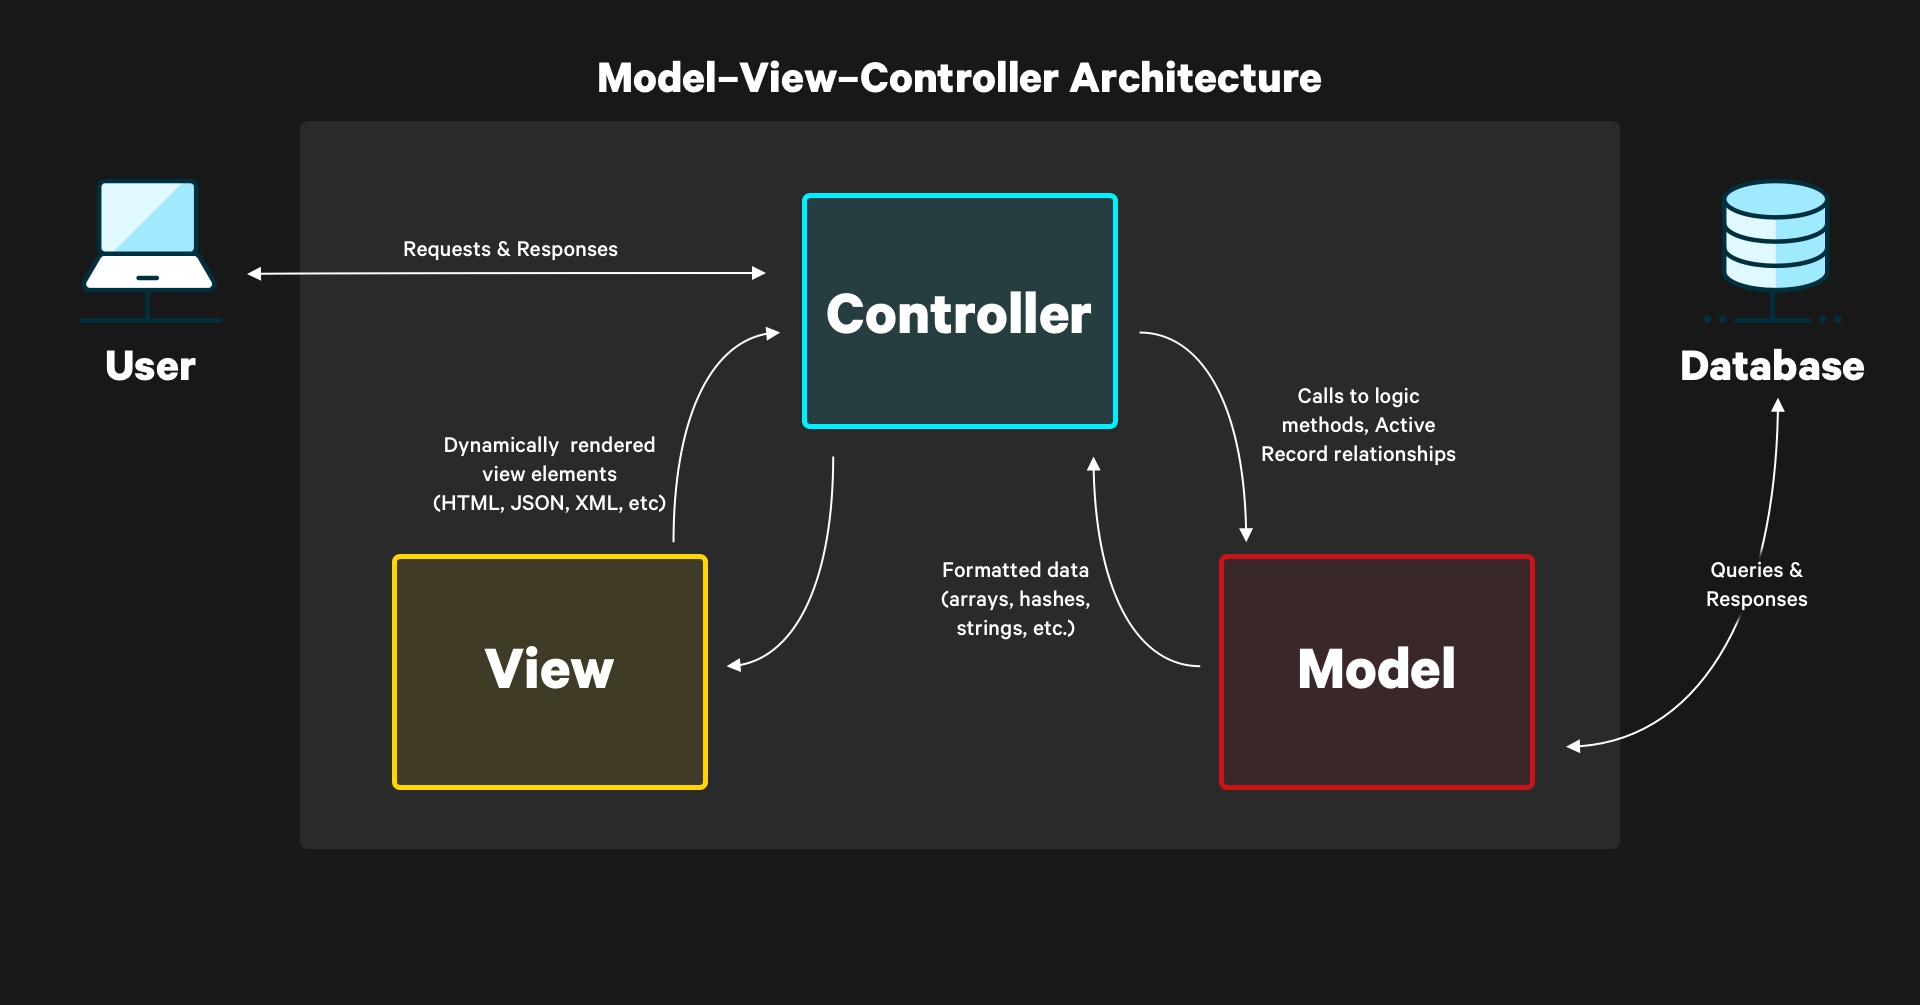 Model–View–Controller Architecture
Requests & Responses
Controller
User
Database
Calls to logic
methods, Active
Record relationships
Dynamically  rendered
view elements
(HTML, JSON, XML, etc)
Formatted data
(arrays, hashes,
strings, etc.)
Queries &
Responses
View
Model